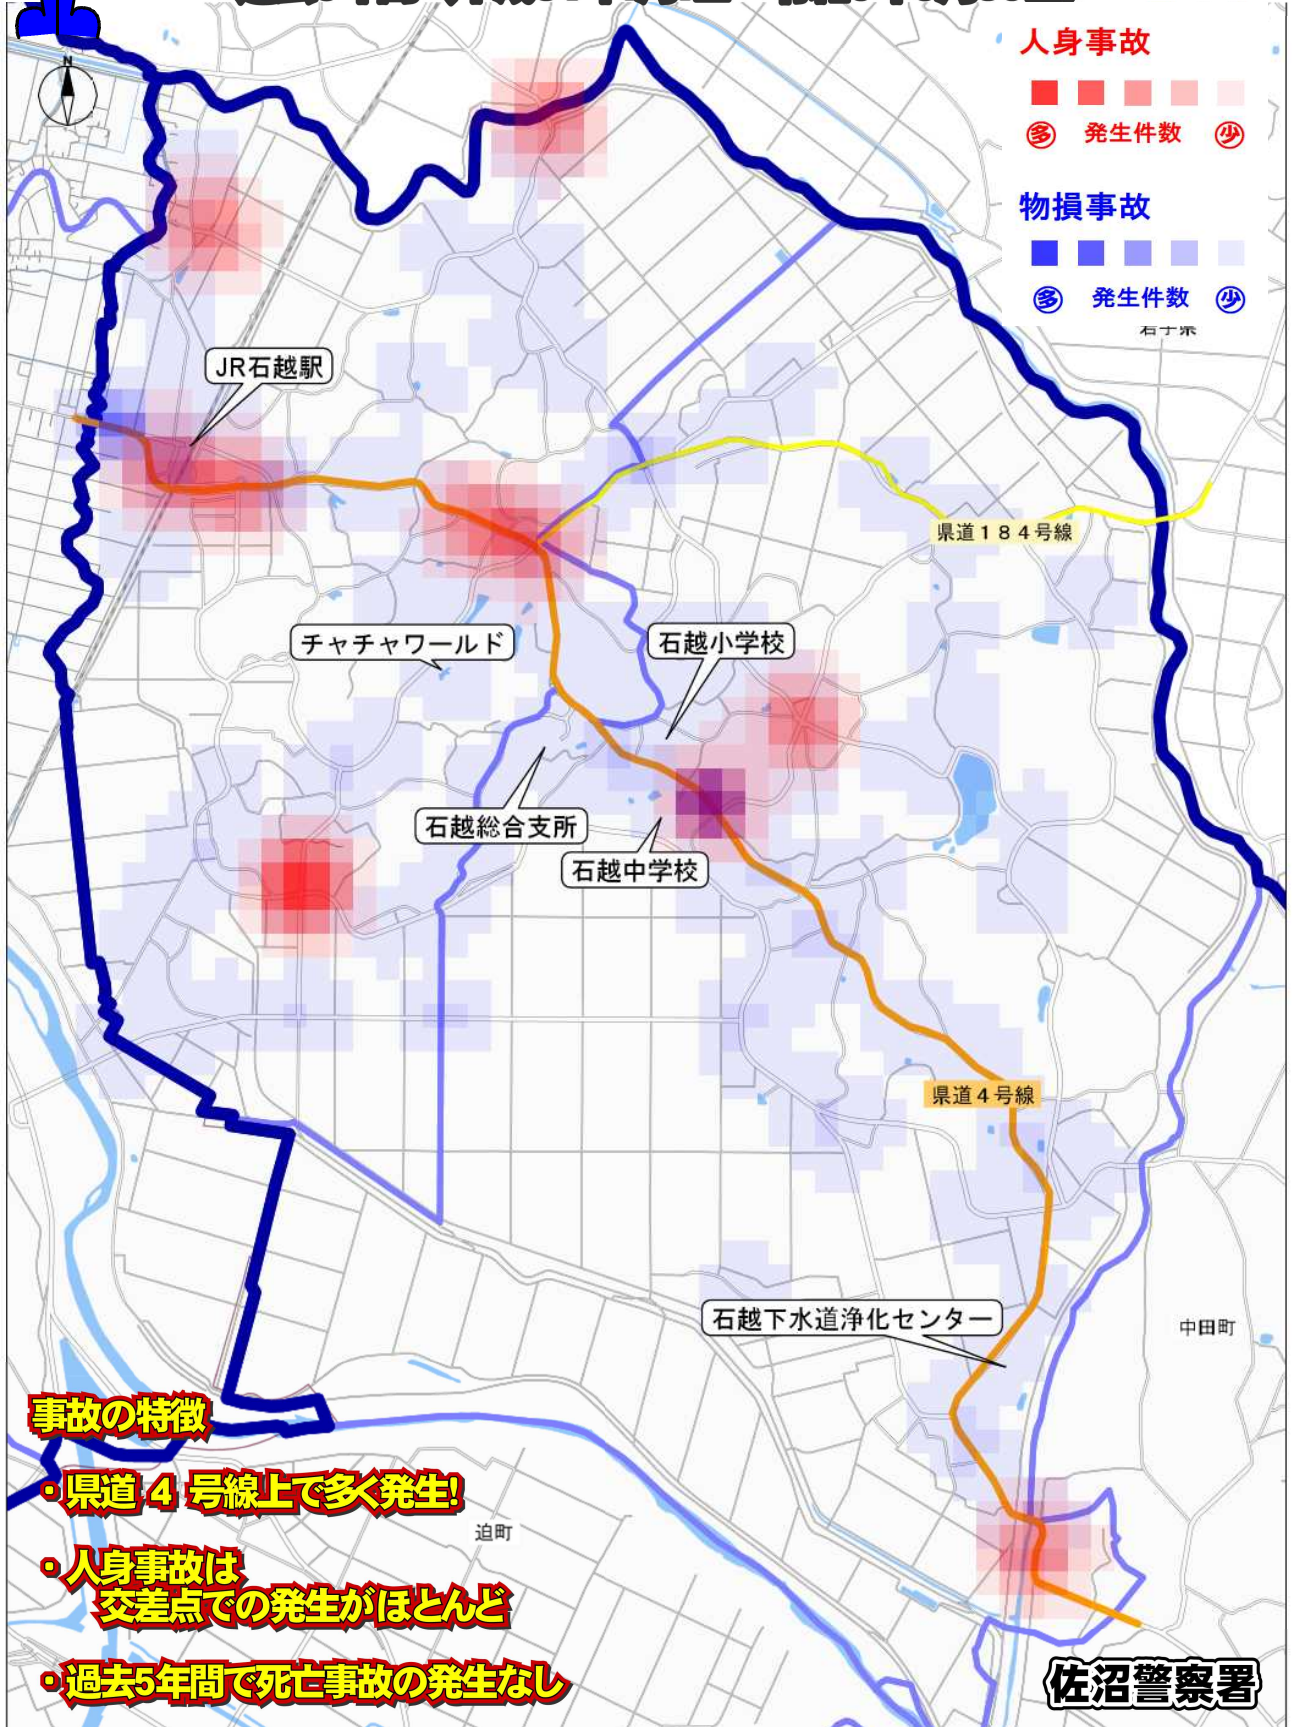 N
人身事故
多 発生件数 少
物損事故
多 発生件数 少
岩手県
JR石越駅
県道184号線
チャチャワールド
石越小学校
石越総合支所
石越中学校
県道4号線
石越下水道浄化センター
中田町
事故の特徴
・県道 4 号線上で多く発生!
迫町
・人身事故は
交差点での発生がほとんど
・過去5年間で死亡事故の発生なし
佐沼警察署